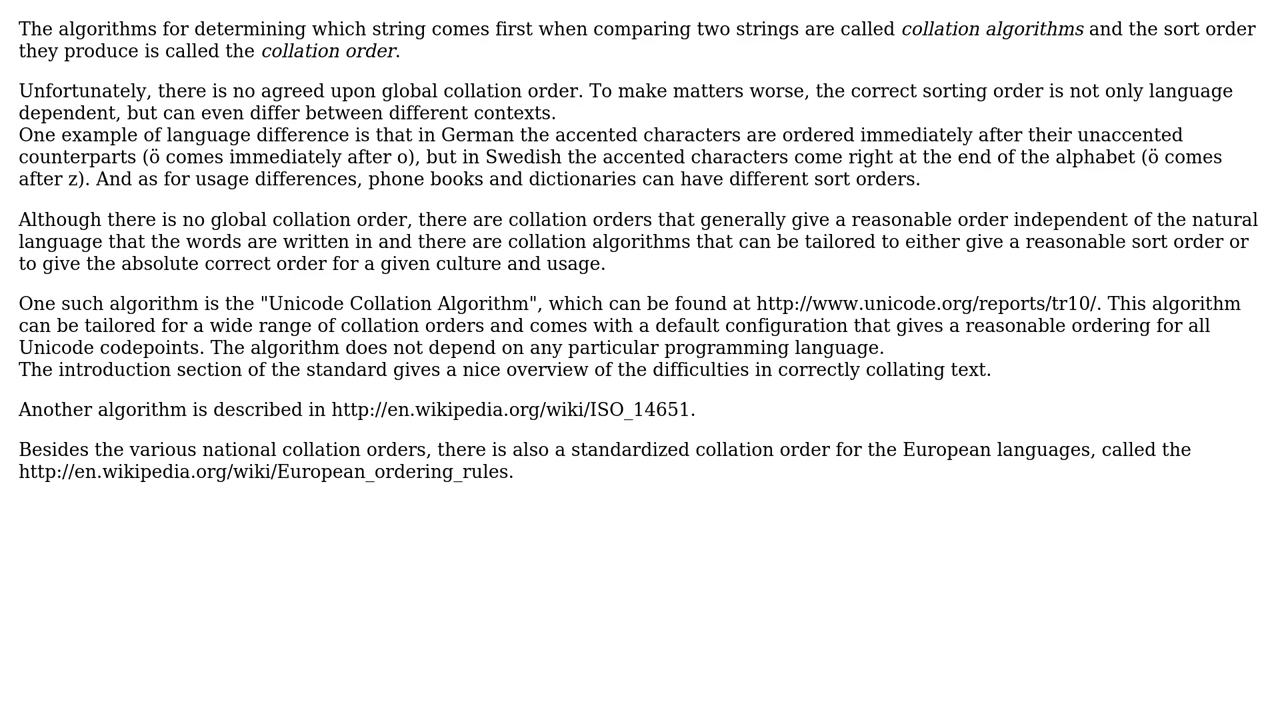 The algorithms for determining which string comes first when comparing two strings are called collation algorithms and the sort order
they produce is called the collation order.
Unfortunately, there is no agreed upon global collation order. To make matters worse, the correct sorting order is not only language
dependent, but can even differ between different contexts.
One example of language difference is that in German the accented characters are ordered immediately after their unaccented
counterparts (ö comes immediately after o), but in Swedish the accented characters come right at the end of the alphabet (ö comes
after z). And as for usage differences, phone books and dictionaries can have different sort orders.
Although there is no global collation order, there are collation orders that generally give a reasonable order independent of the natural
language that the words are written in and there are collation algorithms that can be tailored to either give a reasonable sort order or
to give the absolute correct order for a given culture and usage.
One such algorithm is the "Unicode Collation Algorithm", which can be found at http://www.unicode.org/reports/tr10/. This algorithm
can be tailored for a wide range of collation orders and comes with a default configuration that gives a reasonable ordering for all
Unicode codepoints. The algorithm does not depend on any particular programming language.
The introduction section of the standard gives a nice overview of the difficulties in correctly collating text.
Another algorithm is described in http://en.wikipedia.org/wiki/ISO_14651.
Besides the various national collation orders, there is also a standardized collation order for the European languages, called the
http://en.wikipedia.org/wiki/European_ordering_rules.